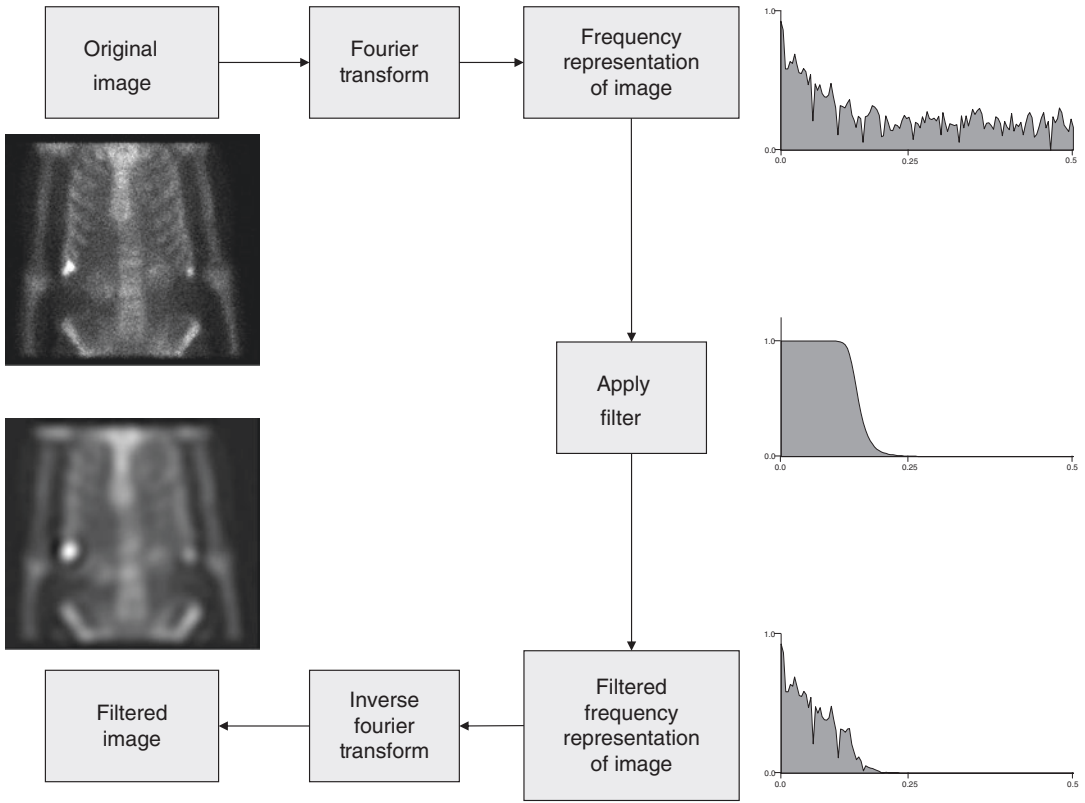 Original
image
Fourier
transform
Frequency
representation
of image
1.0
0.0
0.0 0.25 0.5
Apply
filter
1.0
0.0
0.0 0.25 0.5
Filtered
image
Inverse
fourier
transform
Filtered
frequency
representation
of image
1.0
0.0
0.0 0.25 0.5